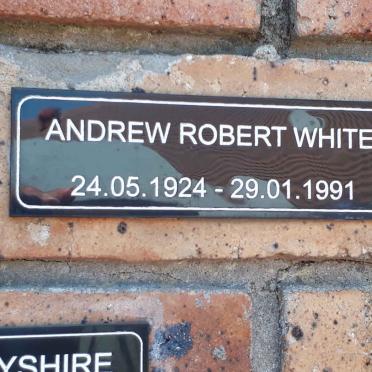 ANDREW ROBERT WHITE
24.05.1924 - 29.01.1991
YSHIRE